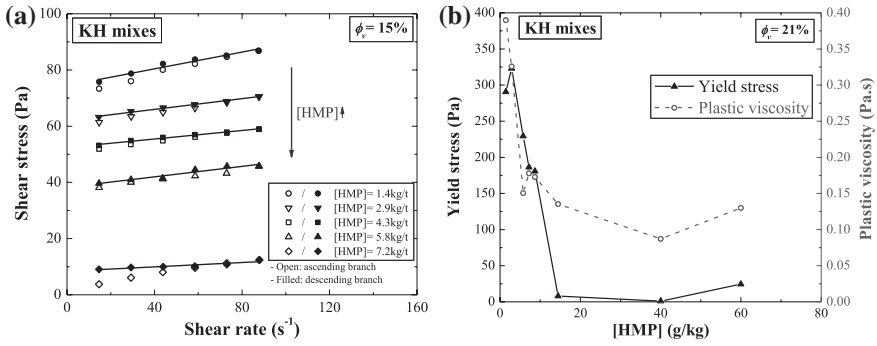 (a)
KH mixes
ϕv = 15%
[HMP]
Shear stress (Pa)
100
80
60
40
20
0
0
40
80
120
160
Shear rate (s-1)
/ [HMP]= 1.4kg/t
/ [HMP]= 2.9kg/t
/ [HMP]= 4.3kg/t
/ [HMP]= 5.8kg/t
/ [HMP]= 7.2kg/t
- Open: ascending branch
- Filled: descending branch
(b)
KH mixes
ϕv = 21%
Yield stress
Plastic viscosity
Yield stress (Pa)
400
350
300
250
200
150
100
50
0
0
20
40
60
80
[HMP] (g/kg)
0.40
0.35
0.30
0.25
0.20
0.15
0.10
0.05
0.00
Plastic viscosity (Pa.s)